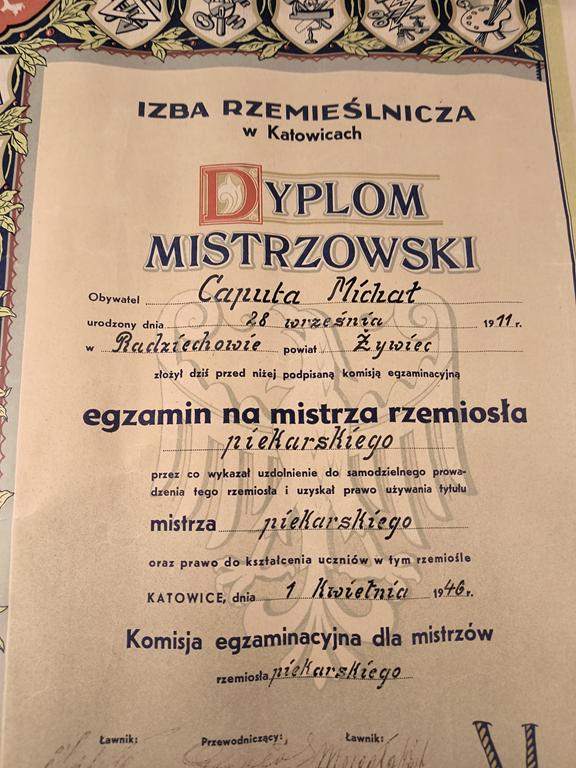 IZBA RZEMIEŚLNICZA
w Katowicach
DYPLOM
MISTRZOWSKI
Obywatel Caputa Michał
urodzony dnia 28 września 1911 r.
w Radziechowie powiat Żywiec
złożył dziś przed niżej podpisaną komisją egzaminacyjną
egzamin na mistrza rzemiosła
piekarskiego
przez co wykazał uzdolnienie do samodzielnego prowa-
dzenia tego rzemiosła i uzyskał prawo używania tytułu
mistrza piekarskiego
oraz prawo do kształcenia uczniów w tym rzemiośle
KATOWICE, dnia 1 Kwietnia 1946 r.
Komisja egzaminacyjna dla mistrzów
rzemiosła piekarskiego
Ławnik: Przewodniczący: Ławnik: